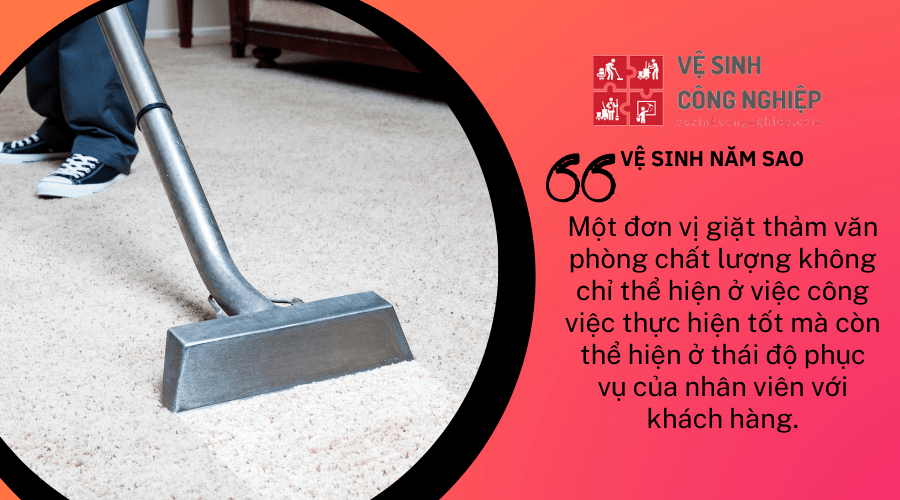 VỆ SINH
CÔNG NGHIỆP
vesinhcongnghiep.com
VỆ SINH NĂM SAO
Một đơn vị giặt thảm văn
phòng chất lượng không
chỉ thể hiện ở việc công
việc thực hiện tốt mà còn
thể hiện ở thái độ phục
vụ của nhân viên với
khách hàng.